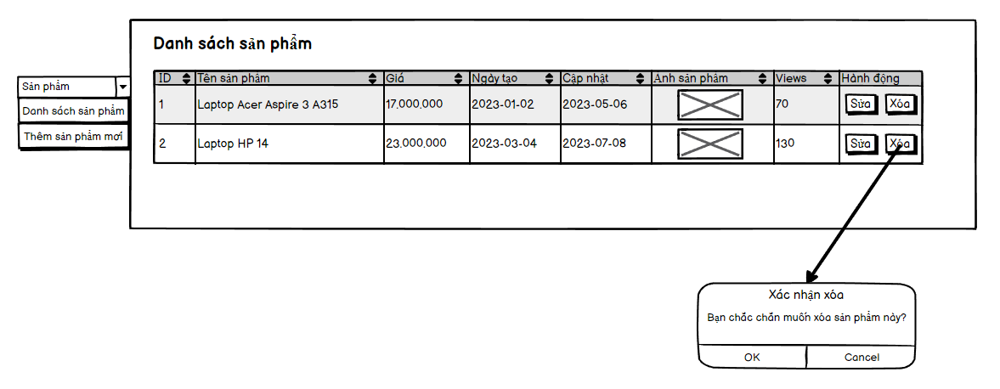 Danh sách sản phẩm
Sản phẩm
Danh sách sản phẩm
Thêm sản phẩm mới
ID Tên sản phẩm Giá Ngày tạo Cập nhật Ảnh sản phẩm Views Hành động
1 Laptop Acer Aspire 3 A315 17.000.000 2023-01-02 2023-05-06 70 Sửa Xóa
2 Laptop HP 14 23.000.000 2023-03-04 2023-07-08 130 Sửa Xóa
Xác nhận xóa
Bạn chắc chắn muốn xóa sản phẩm này?
OK Cancel